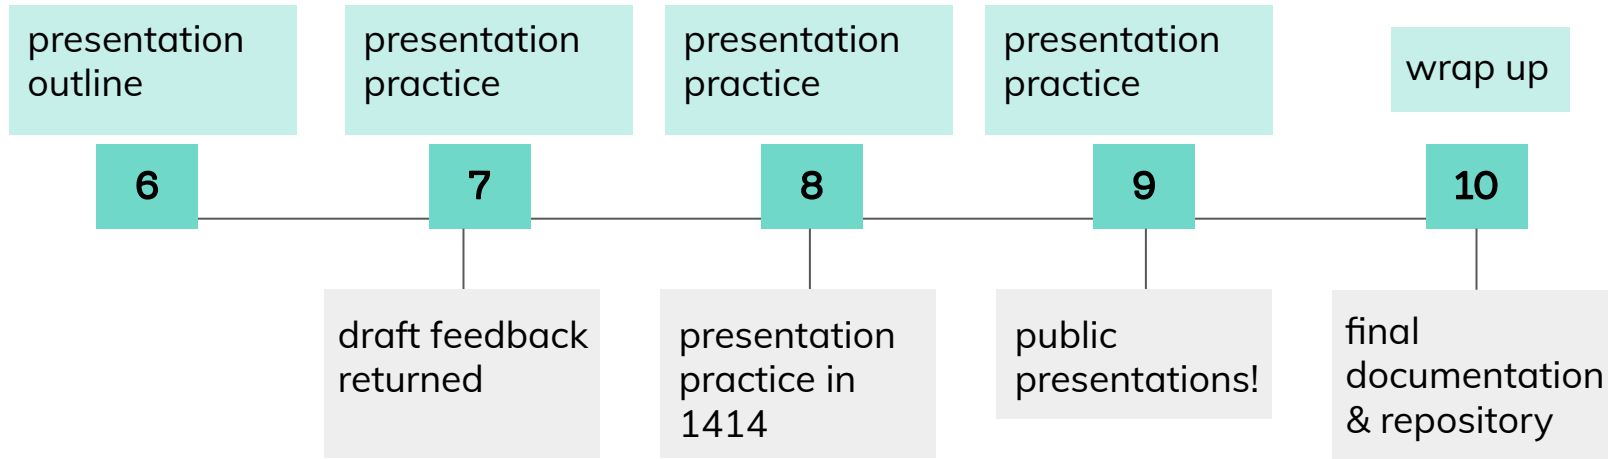 presentation
outline
presentation
practice
presentation
practice
presentation
practice
wrap up
6
7
8
9
10
draft feedback
returned
presentation
practice in
1414
public
presentations!
final
documentation
& repository